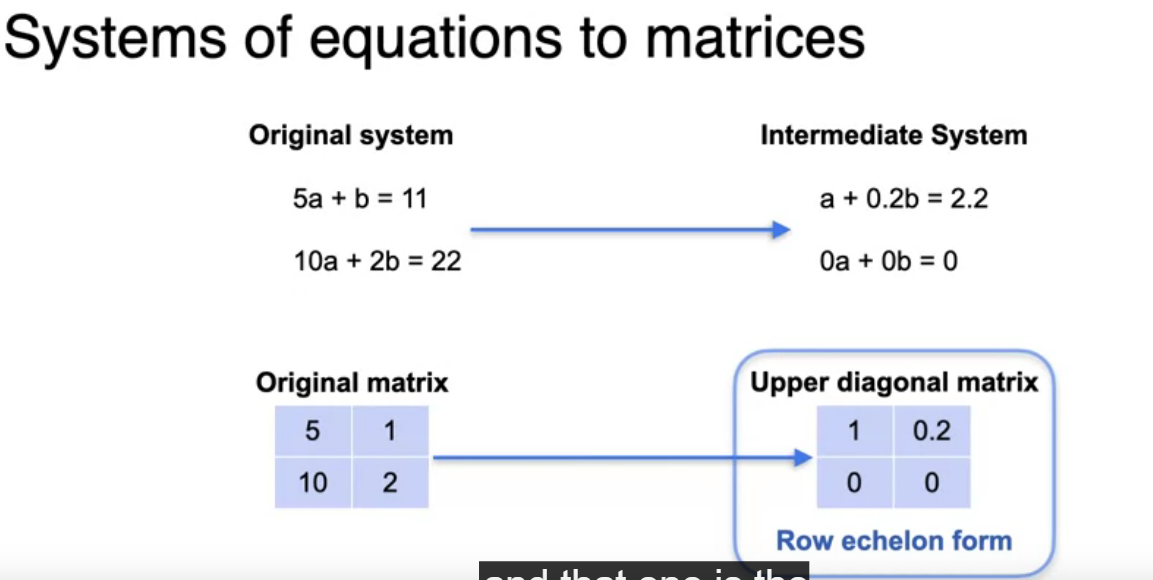 Systems of equations to matrices
Original system
5a + b = 11
10a + 2b = 22
Intermediate System
a + 0.2b = 2.2
0a + 0b = 0
Original matrix
5 1
10 2
Upper diagonal matrix
1 0.2
0 0
Row echelon form
and that one is the